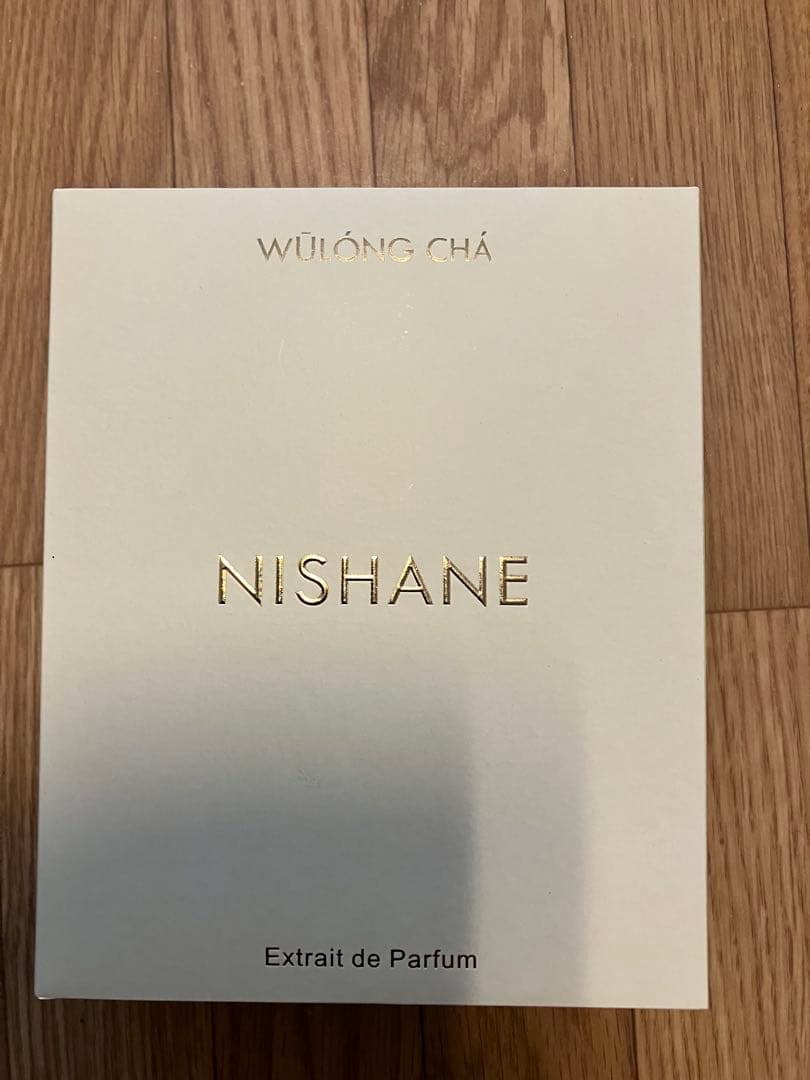 WŪLÓNG CHÁ
NISHANE
Extrait de Parfum